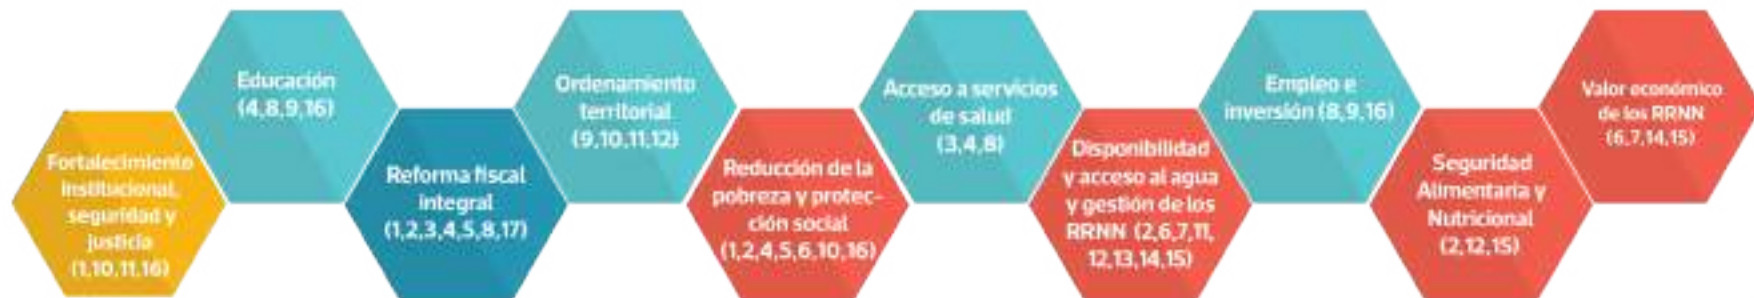 Fortalecimiento
institucional,
seguridad y
justicia
(1,10,11,16)
Educación
(4,8,9,16)
Reforma fiscal
integral
(1,2,3,4,5,8,17)
Ordenamiento
territorial
(9,10,11,12)
Reducción de la
pobreza y protec-
ción social
(1,2,4,5,6,10,16)
Acceso a servicios
de salud
(3,4,8)
Disponibilidad
y acceso al agua
y gestión de los
RRNN (2,6,7,11,
12,13,14,15)
Empleo e
inversión (8,9,16)
Seguridad
Alimentaria y
Nutricional
(2,12,15)
Valor económico
de los RRNN
(6,7,14,15)